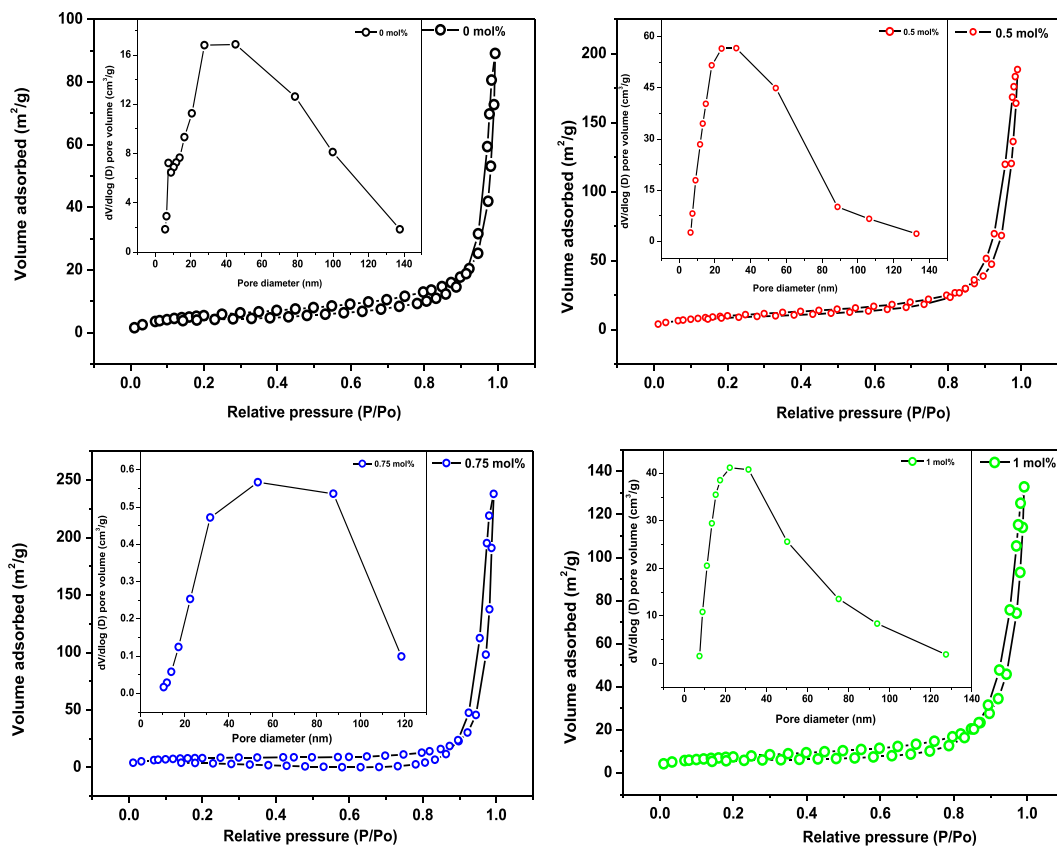 100
80
60
40
20
0
Volume adsorbed (m²/g)
0.0 0.2 0.4 0.6 0.8 1.0
Relative pressure (P/Po)
0 mol%
18
16
12
8
4
0
dV/dlog (D) pore volume (cm³/g)
0 20 40 60 80 100 120 140
Pore diameter (nm)
0 mol%
200
150
100
50
0
Volume adsorbed (m²/g)
0.0 0.2 0.4 0.6 0.8 1.0
Relative pressure (P/Po)
0.5 mol%
60
45
30
15
0
dV/dlog (D) pore volume (cm³/g)
0 20 40 60 80 100 120 140
Pore diameter (nm)
0.5 mol%
250
200
150
100
50
0
Volume adsorbed (m²/g)
0.0 0.2 0.4 0.6 0.8 1.0
Relative pressure (P/Po)
0.75 mol%
0.6
0.5
0.4
0.3
0.2
0.1
0.0
dV/dlog (D) pore volume (cm³/g)
0 20 40 60 80 100 120
Pore diameter (nm)
0.75 mol%
140
120
100
80
60
40
20
0
Volume adsorbed (m²/g)
0.0 0.2 0.4 0.6 0.8 1.0
Relative pressure (P/Po)
1 mol%
40
30
20
10
0
dV/dlog (D) pore volume (cm³/g)
0 20 40 60 80 100 120 140
Pore diameter (nm)
1 mol%